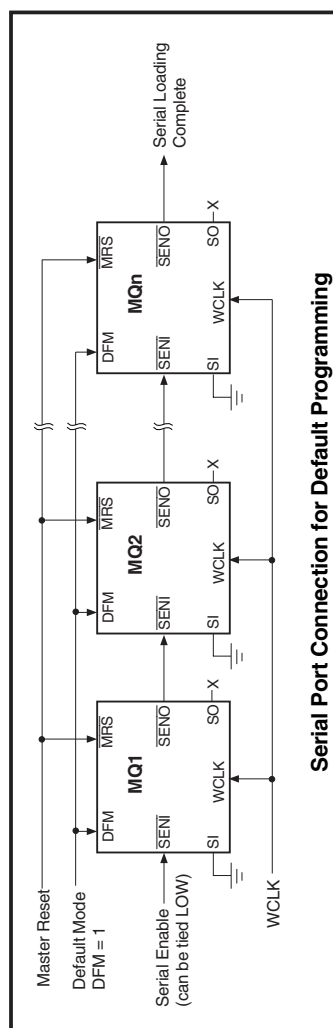 Master Reset
Default Mode
DFM = 1
DFM
MRS
MQ1
SENI
SENO
SI
WCLK
SO
X
DFM
MRS
MQ2
SENI
SENO
SI
WCLK
SO
X
DFM
MRS
MQn
SENI
SENO
SI
WCLK
SO
X
Serial Enable
(can be tied LOW)
Serial Loading
Complete
WCLK
Serial Port Connection for Default Programming